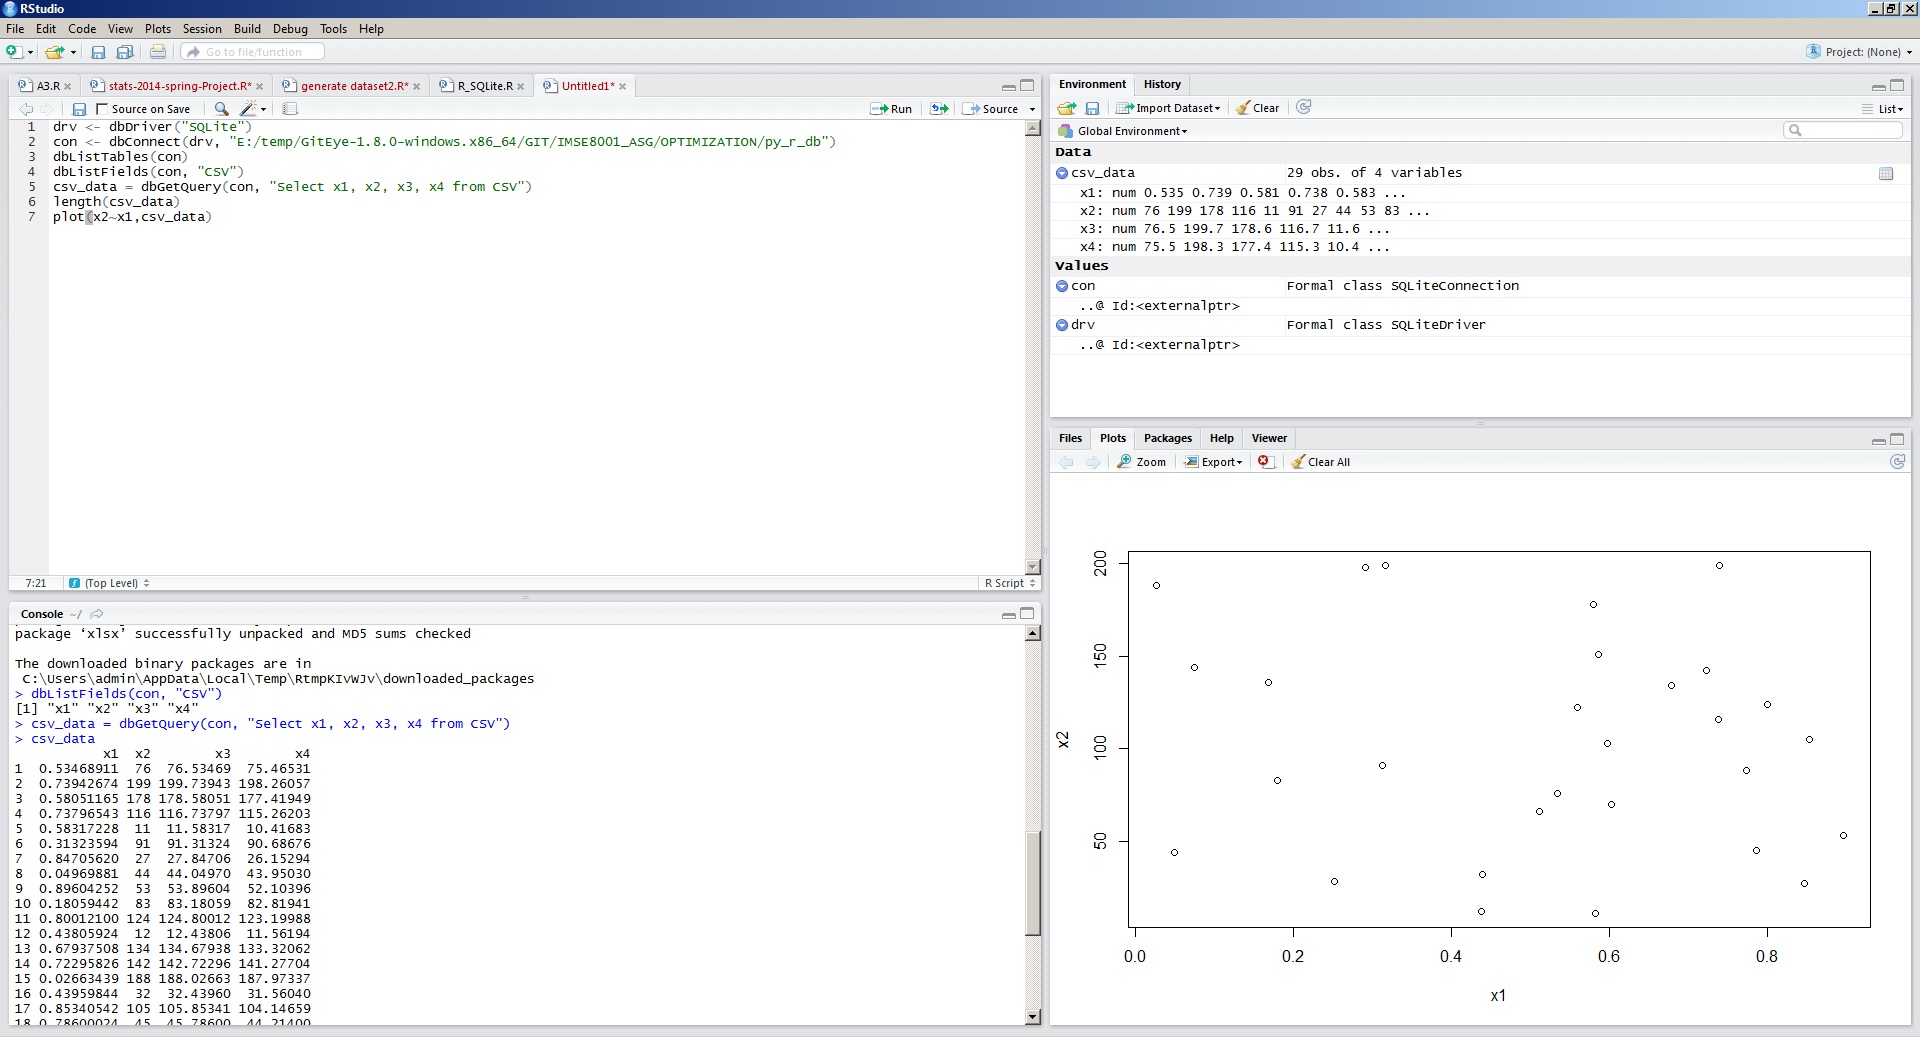 RStudio
File Edit Code View Plots Session Build Debug Tools Help
Go to file/function
Project: (None)
A3.R
stats-2014-spring-Project.R*
generate dataset2.R*
R_SQLite.R
Untitled1*
Source on Save
Run
Source
1 drv <- dbDriver("SQLite")
2 con <- dbConnect(drv, "E:/temp/GitEye-1.8.0-windows.x86_64/GIT/IMSE8001_ASG/OPTIMIZATION/py_r_db")
3 dbListTables(con)
4 dbListFields(con, "CSV")
5 csv_data = dbGetQuery(con, "Select x1, x2, x3, x4 from CSV")
6 length(csv_data)
7 plot(x2~x1,csv_data)
7:21 (Top Level) R Script
Console ~/
package ‘xlsx’ successfully unpacked and MD5 sums checked
The downloaded binary packages are in
C:\Users\admin\AppData\Local\Temp\RtmpKIvWJv\downloaded_packages
> dbListFields(con, "CSV")
[1] "x1" "x2" "x3" "x4"
> csv_data = dbGetQuery(con, "Select x1, x2, x3, x4 from CSV")
> csv_data
x1 x2 x3 x4
1 0.53468911 76 76.53469 75.46531
2 0.73942674 199 199.73943 198.26057
3 0.58051165 178 178.58051 177.41949
4 0.73796543 116 116.73797 115.26203
5 0.58317228 11 11.58317 10.41683
6 0.31323594 91 91.31324 90.68676
7 0.84705620 27 27.84706 26.15294
8 0.04969881 44 44.04970 43.95030
9 0.89604252 53 53.89604 52.10396
10 0.18059442 83 83.18059 82.81941
11 0.80012100 124 124.80012 123.19988
12 0.43805924 12 12.43806 11.56194
13 0.67937508 134 134.67938 133.32062
14 0.72295826 142 142.72296 141.27704
15 0.02663439 188 188.02663 187.97337
16 0.43959844 32 32.43960 31.56040
17 0.85340542 105 105.85341 104.14659
18 0.78600024 45 45.78600 44.21400
Environment History
Import Dataset Clear List
Global Environment
Data
csv_data 29 obs. of 4 variables
x1: num 0.535 0.739 0.581 0.738 0.583 ...
x2: num 76 199 178 116 11 91 27 44 53 83 ...
x3: num 76.5 199.7 178.6 116.7 11.6 ...
x4: num 75.5 198.3 177.4 115.3 10.4 ...
Values
con Formal class SQLiteConnection
..@ Id:<externalptr>
drv Formal class SQLiteDriver
..@ Id:<externalptr>
Files Plots Packages Help Viewer
Zoom Export Clear All
200
150
100
50
x2
0.0 0.2 0.4 0.6 0.8
x1